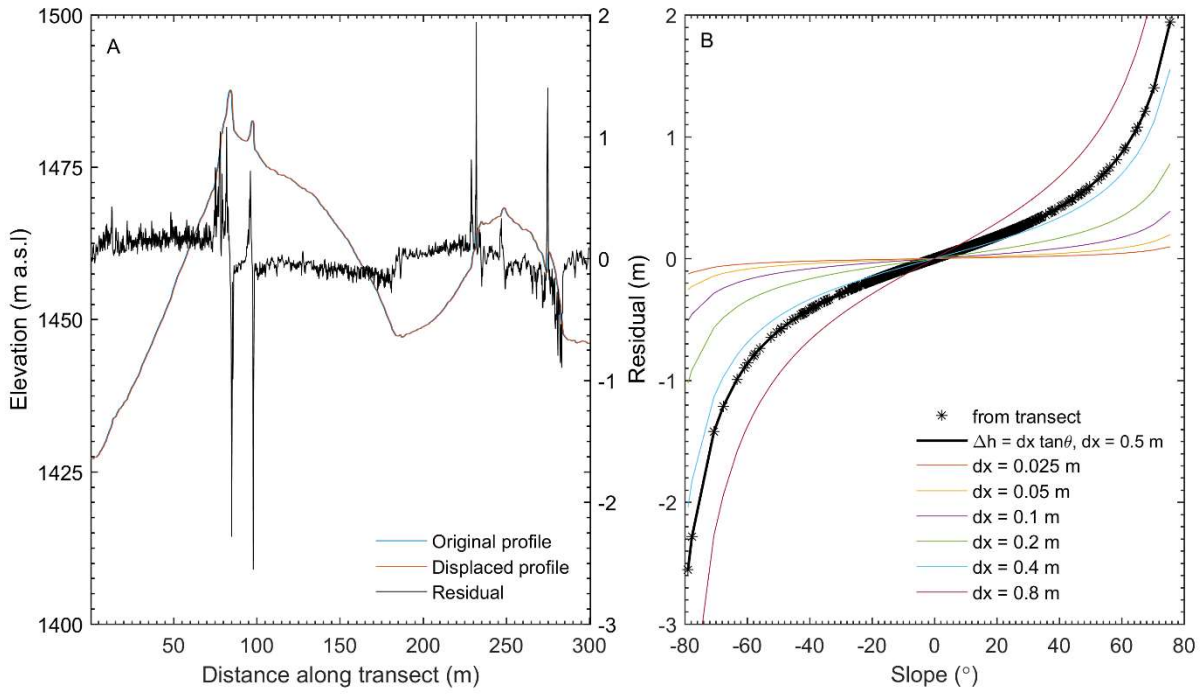 A
1500
1475
1450
1425
1400
Elevation (m a.s.l)
2
1
0
-1
-2
-3
0
50
100
150
200
250
300
Distance along transect (m)
Original profile
Displaced profile
Residual
B
2
1
0
-1
-2
-3
Residual (m)
-80
-60
-40
-20
0
20
40
60
80
Slope (°)
from transect
Δh = dx tanθ, dx = 0.5 m
dx = 0.025 m
dx = 0.05 m
dx = 0.1 m
dx = 0.2 m
dx = 0.4 m
dx = 0.8 m